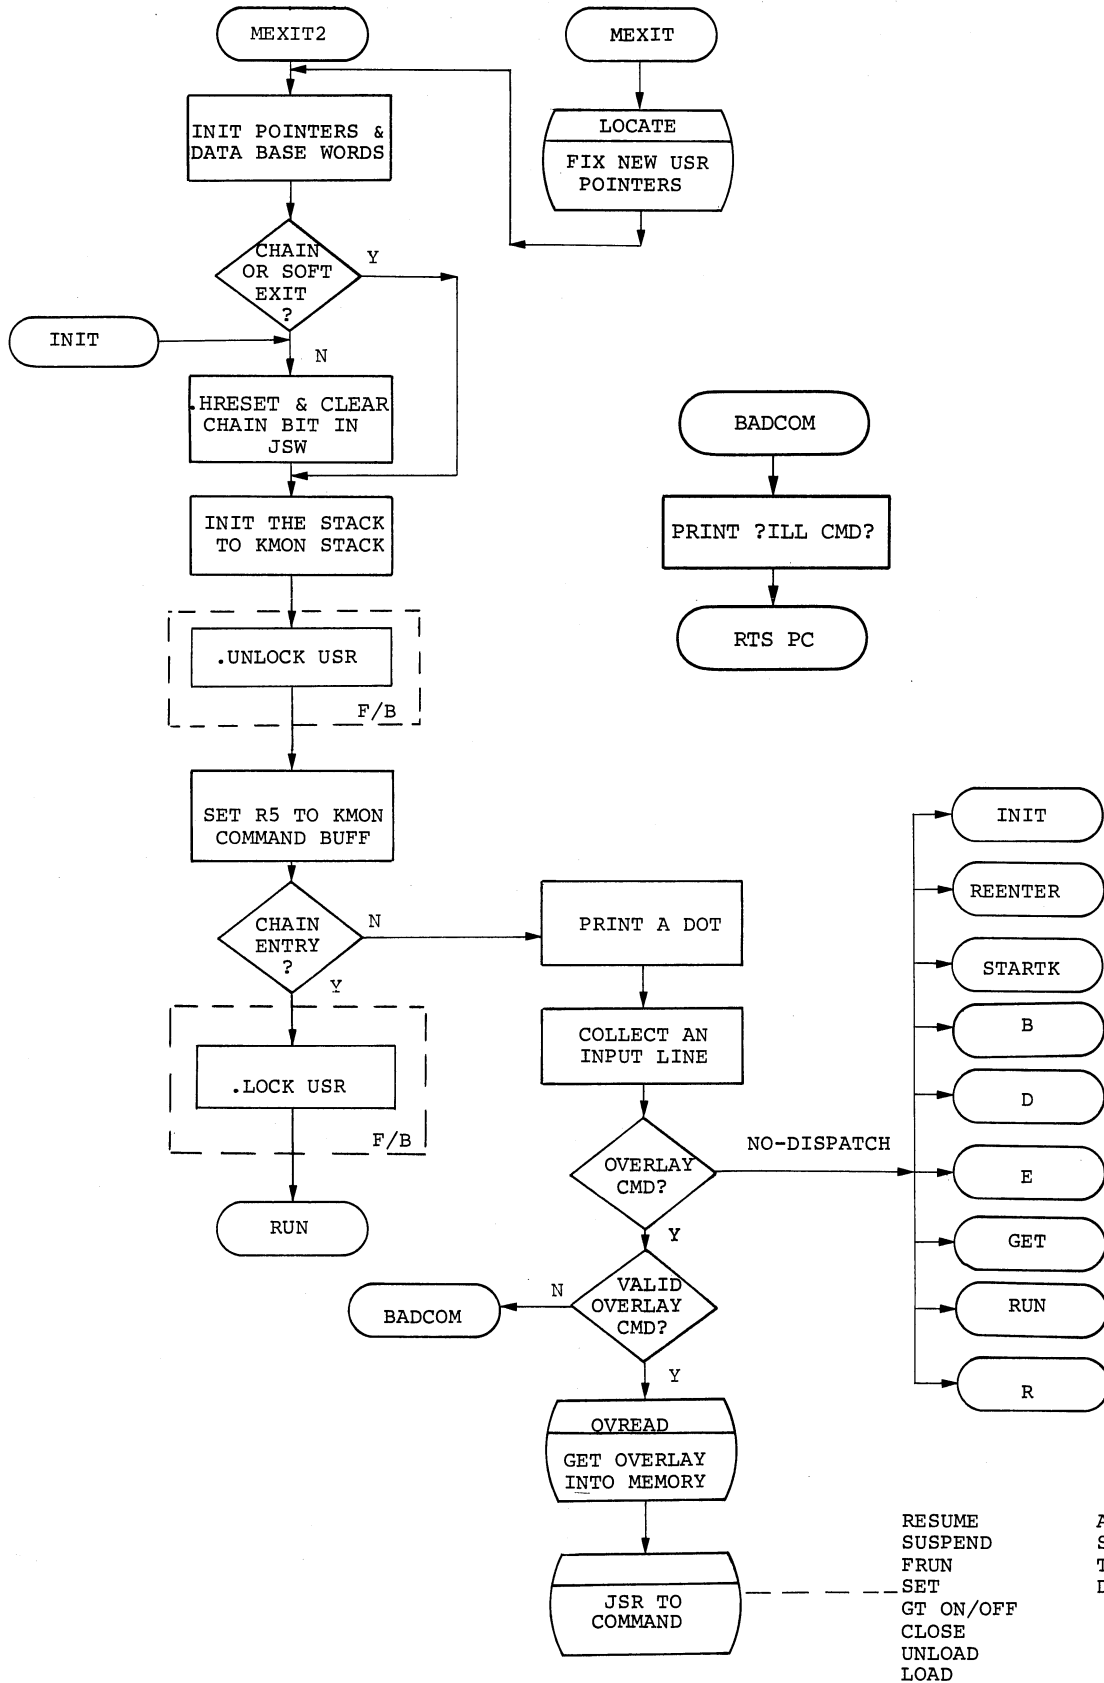 MEXIT2
MEXIT
INIT POINTERS &
DATA BASE WORDS
LOCATE
FIX NEW USR
POINTERS
CHAIN
OR SOFT
EXIT
?
Y
INIT
N
.HRESET & CLEAR
CHAIN BIT IN
JSW
BADCOM
INIT THE STACK
TO KMON STACK
PRINT ?ILL CMD?
RTS PC
.UNLOCK USR
F/B
SET R5 TO KMON
COMMAND BUFF
CHAIN
ENTRY
?
N
Y
PRINT A DOT
COLLECT AN
INPUT LINE
.LOCK USR
F/B
RUN
OVERLAY
CMD?
NO-DISPATCH
Y
INIT
REENTER
STARTK
B
D
E
GET
RUN
R
VALID
OVERLAY
CMD?
N
BADCOM
Y
OVREAD
GET OVERLAY
INTO MEMORY
JSR TO
COMMAND
RESUME
SUSPEND
FRUN
SET
GT ON/OFF
CLOSE
UNLOAD
LOAD